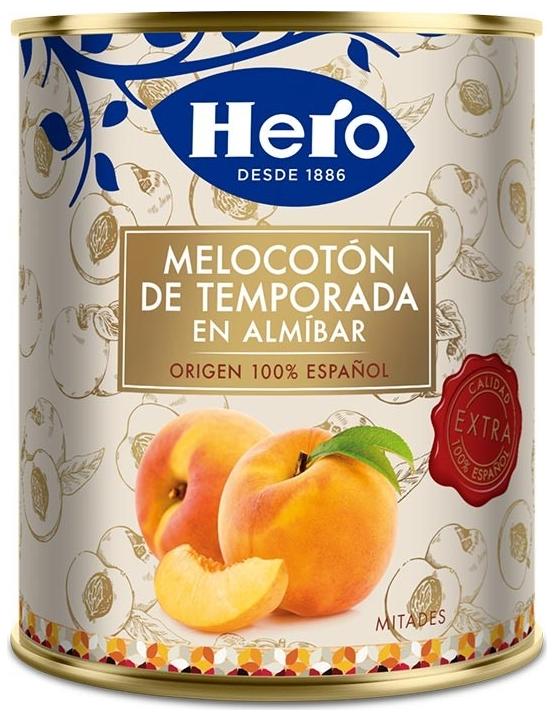 Hero
DESDE 1886
MELOCOTÓN
DE TEMPORADA
EN ALMÍBAR
ORIGEN 100% ESPAÑOL
CALIDAD
EXTRA
100% ESPAÑOL
MITADES